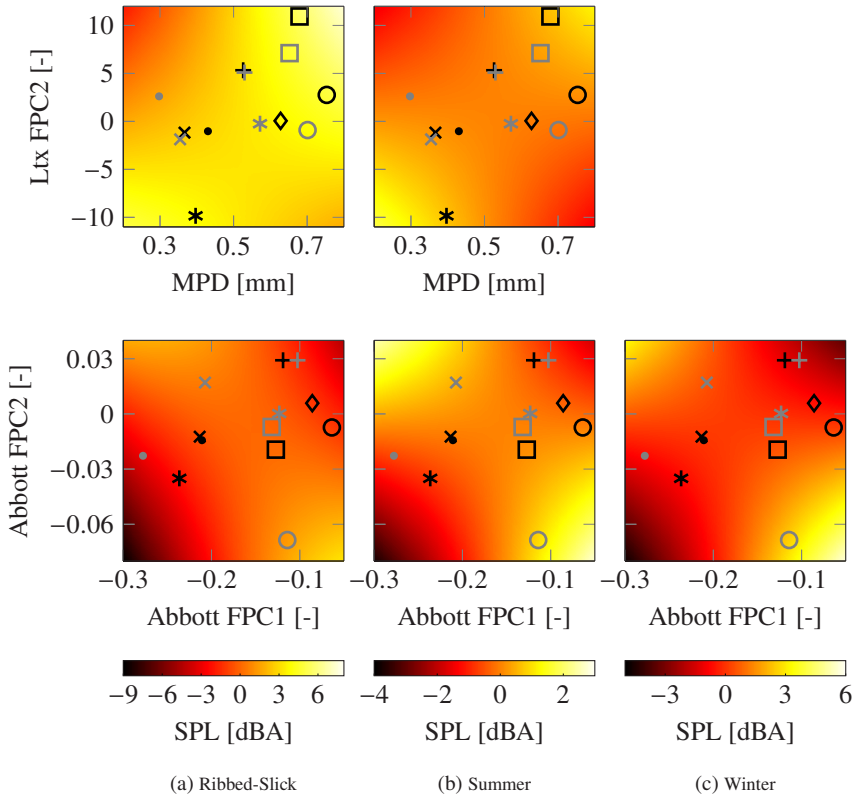 10
5
0
−5
−10
Ltx FPC2 [-]
0.3 0.5 0.7
MPD [mm]
0.3 0.5 0.7
MPD [mm]
0.03
0
−0.03
−0.06
Abbott FPC2 [-]
−0.3 −0.2 −0.1
Abbott FPC1 [-]
−0.3 −0.2 −0.1
Abbott FPC1 [-]
−0.3 −0.2 −0.1
Abbott FPC1 [-]
−9 −6 −3 0 3 6
SPL [dBA]
−4 −2 0 2
SPL [dBA]
−3 0 3 6
SPL [dBA]
(a) Ribbed-Slick
(b) Summer
(c) Winter